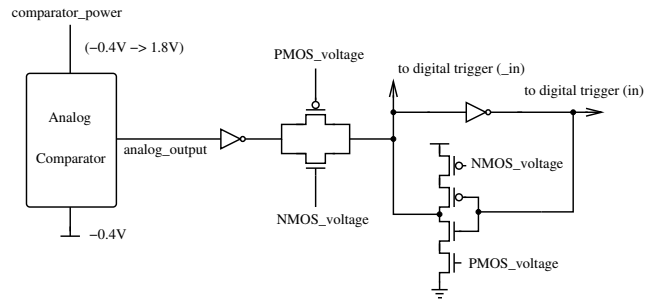 comparator_power
(−0.4V −> 1.8V)
PMOS_voltage
to digital trigger (_in)
to digital trigger (in)
Analog
Comparator
analog_output
NMOS_voltage
NMOS_voltage
−0.4V
PMOS_voltage